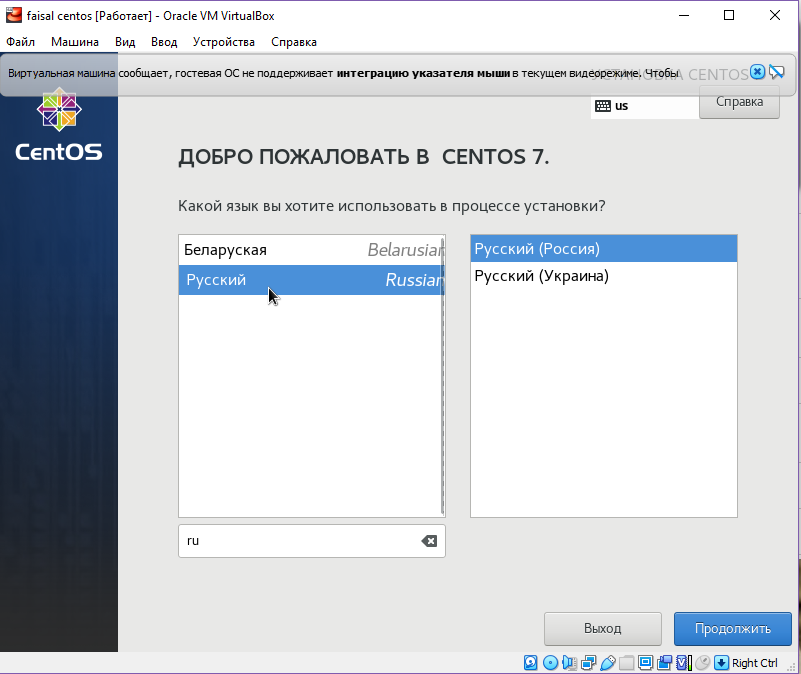 faisal centos [Работает] - Oracle VM VirtualBox
Файл Машина Вид Ввод Устройства Справка
Виртуальная машина сообщает, гостевая ОС не поддерживает интеграцию указателя мыши в текущем видеорежиме. Чтобы
УСТАНОВКА CENTOS
us
Справка
CentOS
ДОБРО ПОЖАЛОВАТЬ В CENTOS 7.
Какой язык вы хотите использовать в процессе установки?
Беларуская Belarusian
Русский Russian
Русский (Россия)
Русский (Украина)
ru
Выход
Продолжить
Right Ctrl